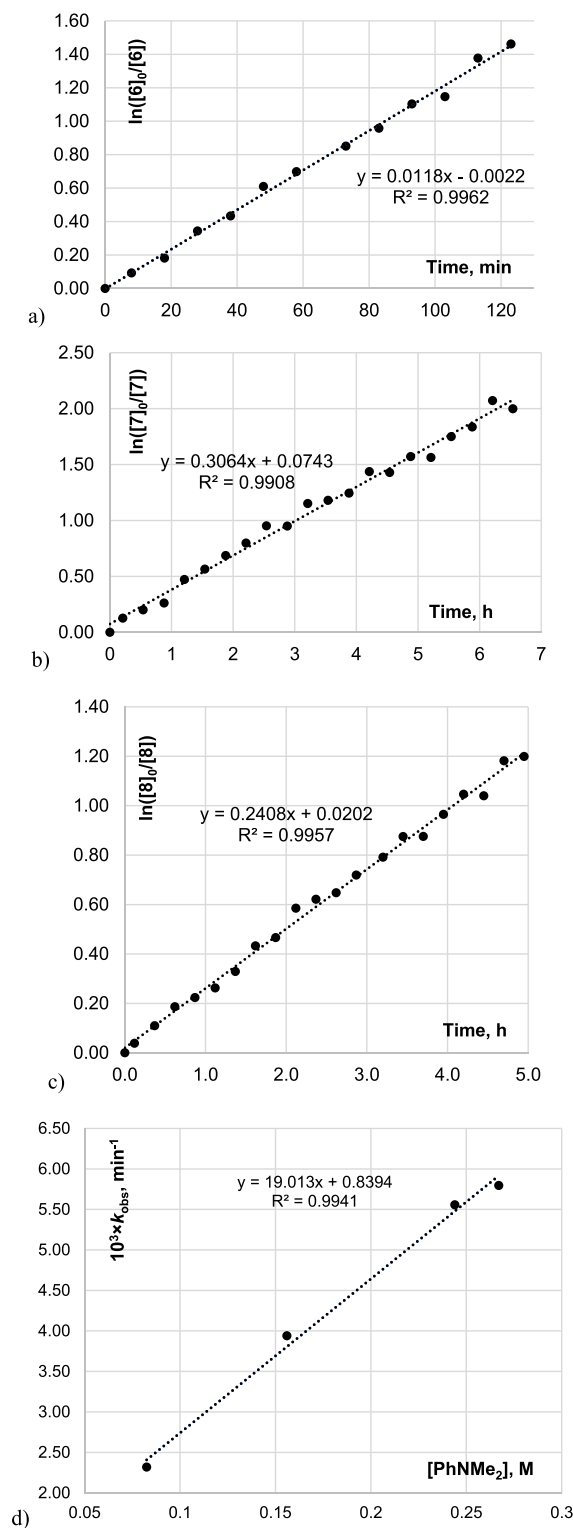 1.60
1.40
1.20
1.00
0.80
0.60
0.40
0.20
0.00
ln([6]₀/[6])
y = 0.0118x - 0.0022
R² = 0.9962
Time, min
0 20 40 60 80 100 120
a)
2.50
2.00
1.50
1.00
0.50
0.00
ln([7]₀/[7])
y = 0.3064x + 0.0743
R² = 0.9908
Time, h
0 1 2 3 4 5 6 7
b)
1.40
1.20
1.00
0.80
0.60
0.40
0.20
0.00
ln([8]₀/[8])
y = 0.2408x + 0.0202
R² = 0.9957
Time, h
0.0 1.0 2.0 3.0 4.0 5.0
c)
6.50
6.00
5.50
5.00
4.50
4.00
3.50
3.00
2.50
2.00
10³×kobs, min⁻¹
y = 19.013x + 0.8394
R² = 0.9941
[PhNMe₂], M
0.05 0.1 0.15 0.2 0.25 0.3
d)